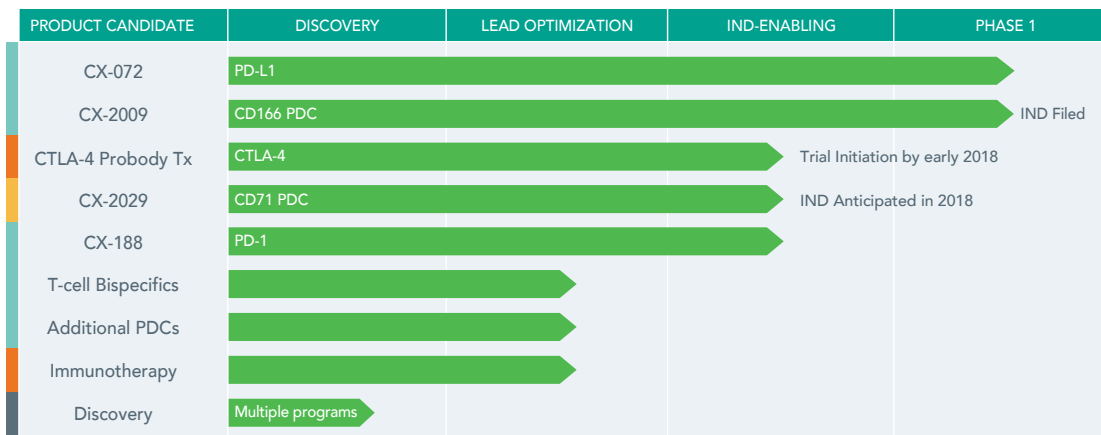 PRODUCT CANDIDATE DISCOVERY LEAD OPTIMIZATION IND-ENABLING PHASE 1
CX-072 PD-L1
CX-2009 CD166 PDC IND Filed
CTLA-4 Probody Tx CTLA-4 Trial Initiation by early 2018
CX-2029 CD71 PDC IND Anticipated in 2018
CX-188 PD-1
T-cell Bispecifics
Additional PDCs
Immunotherapy
Discovery Multiple programs